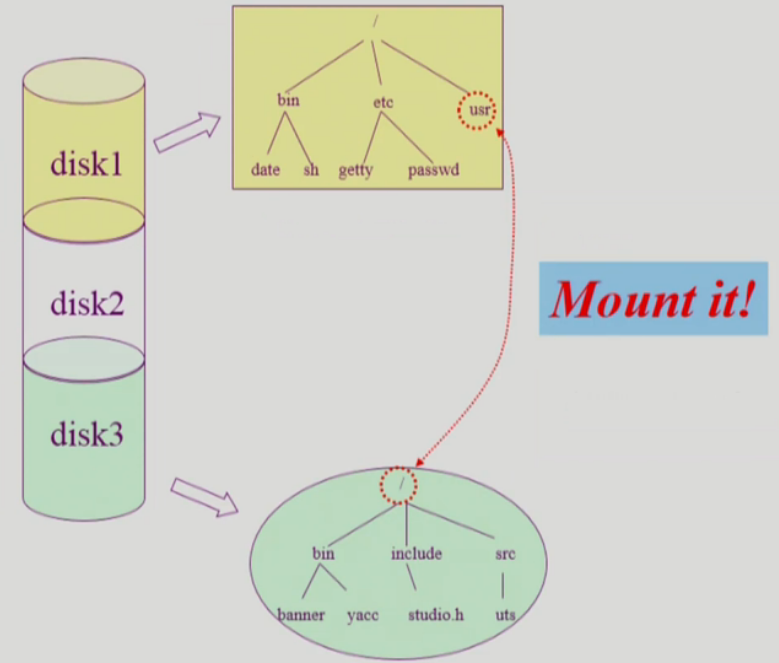 /
bin etc usr
date sh getty passwd
disk1
disk2
Mount it!
disk3
/
bin include src
banner yacc studio.h uts